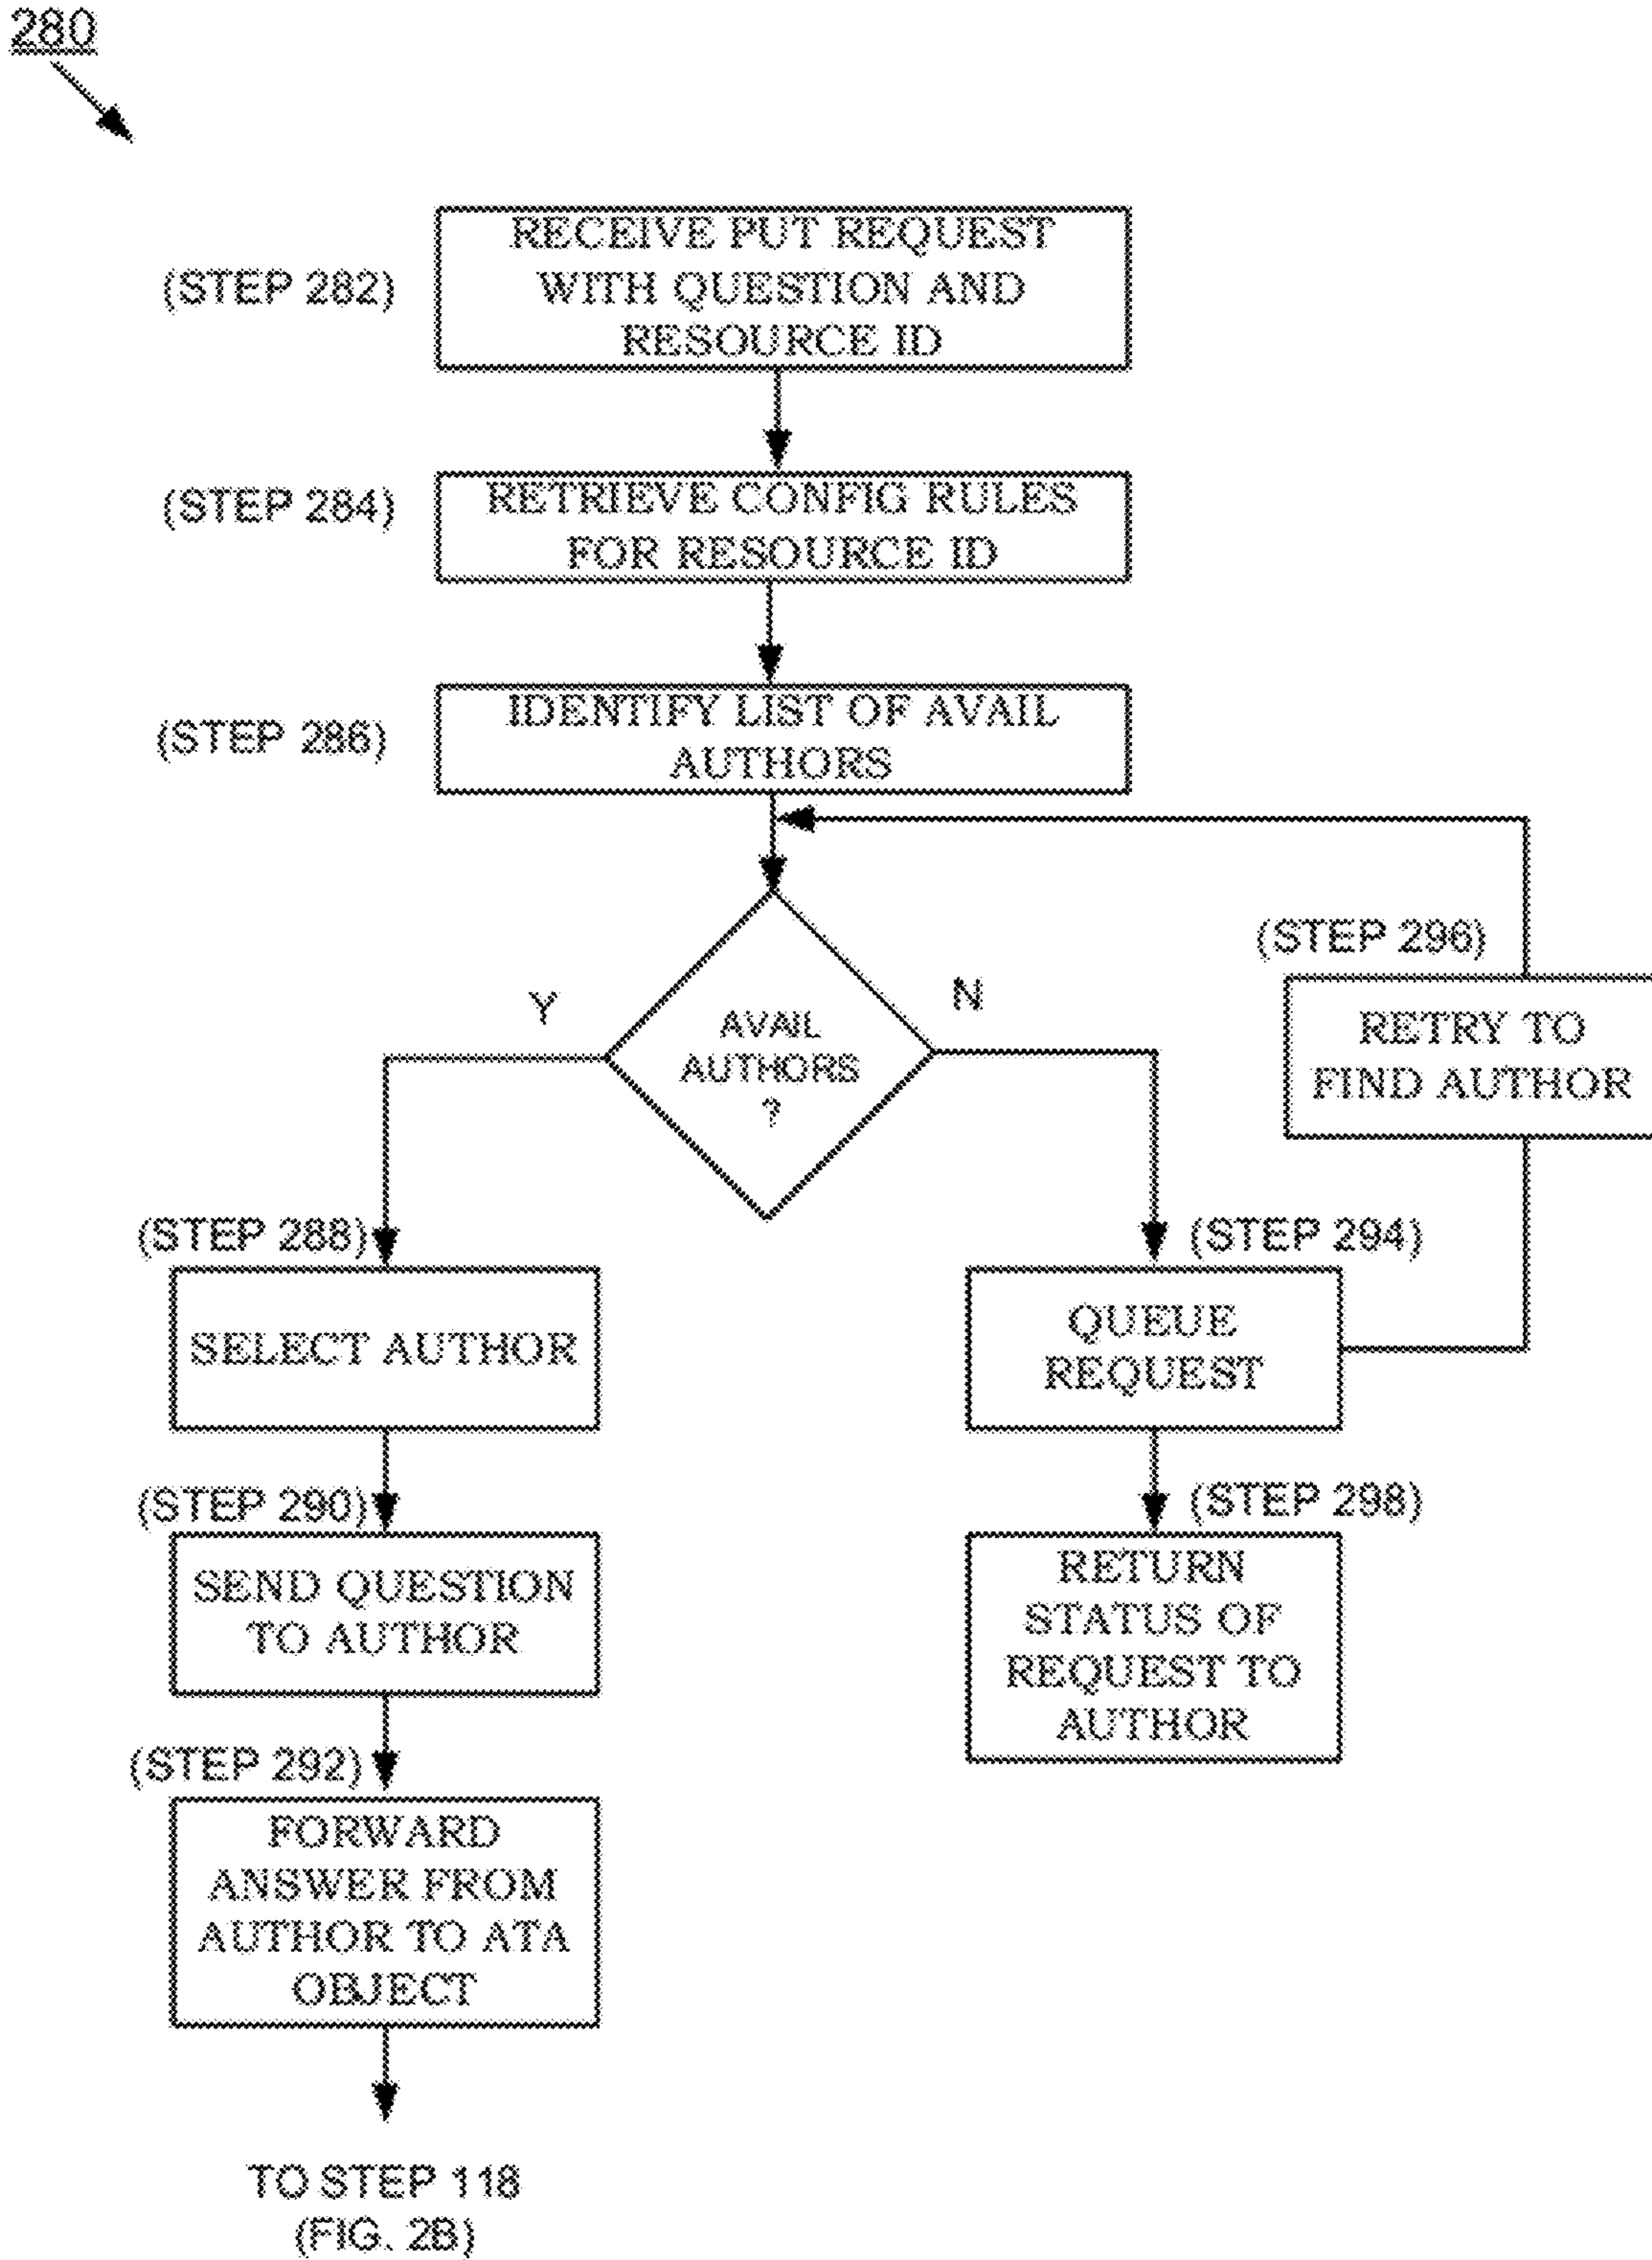 280
(STEP 282)
RECEIVE PUT REQUEST
WITH QUESTION AND
RESOURCE ID
(STEP 284)
RETRIEVE CONFIG RULES
FOR RESOURCE ID
(STEP 286)
IDENTIFY LIST OF AVAIL
AUTHORS
AVAIL
AUTHORS
?
Y
N
(STEP 296)
RETRY TO
FIND AUTHOR
(STEP 288)
SELECT AUTHOR
(STEP 294)
QUEUE
REQUEST
(STEP 290)
SEND QUESTION
TO AUTHOR
(STEP 298)
RETURN
STATUS OF
REQUEST TO
AUTHOR
(STEP 292)
FORWARD
ANSWER FROM
AUTHOR TO ATA
OBJECT
TO STEP 118
(FIG. 2B)